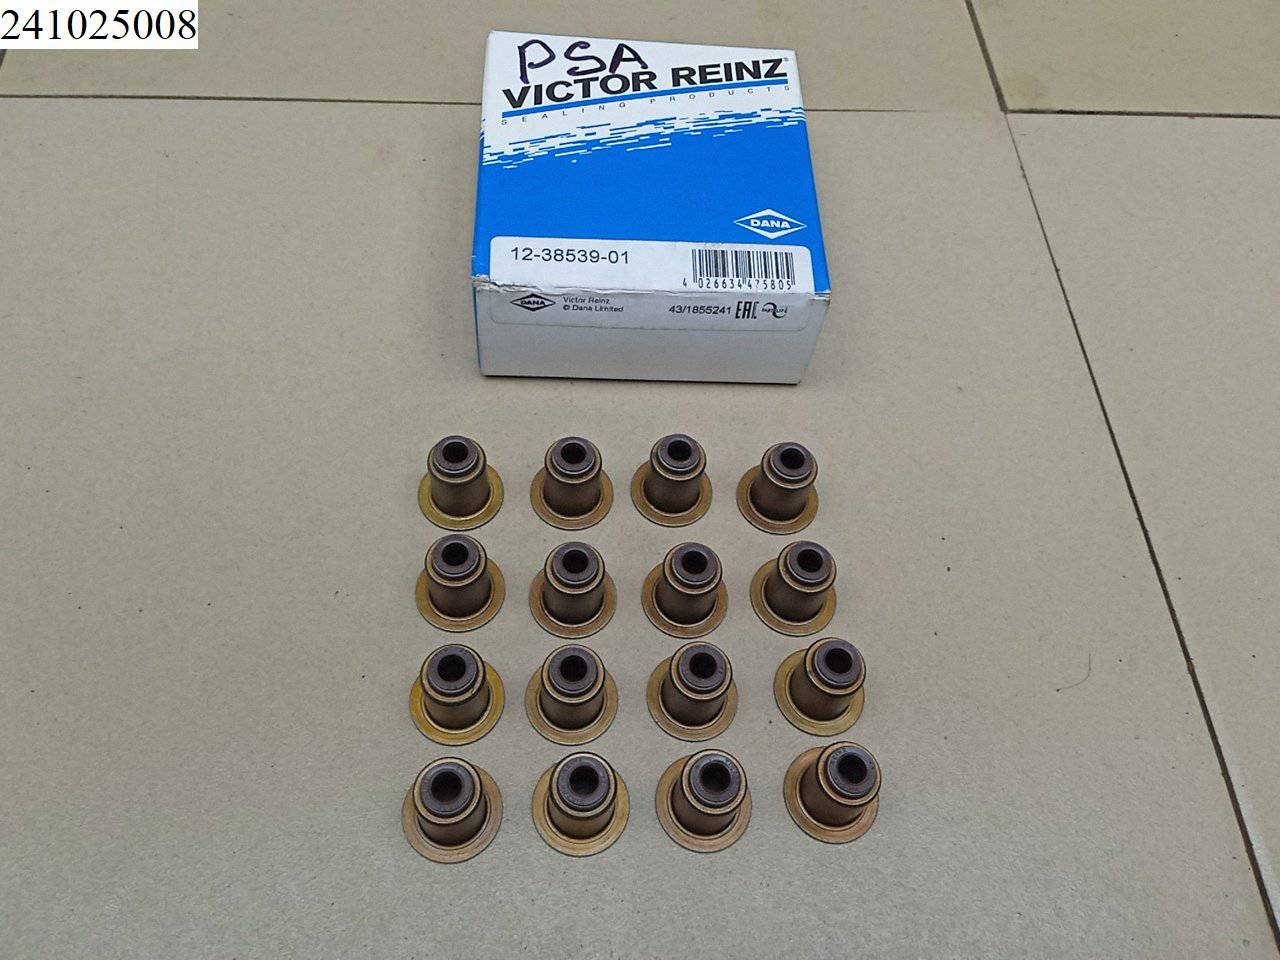 241025008
PSA
VICTOR REINZ®
SEALING PRODUCTS
DANA
12-38539-01
4 026634 475805
DANA
Victor Reinz
© Dana Limited
43/1855241 EAC